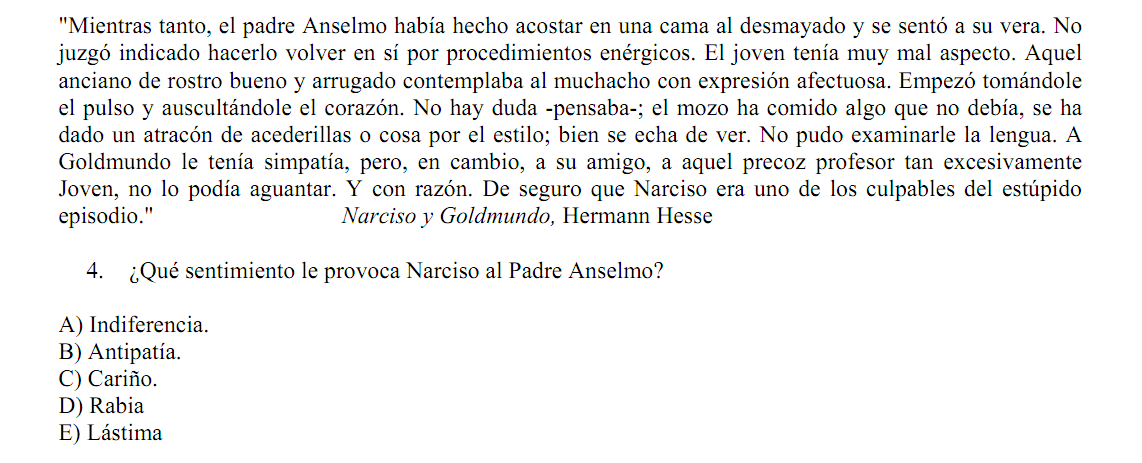 "Mientras tanto, el padre Anselmo había hecho acostar en una cama al desmayado y se sentó a su vera. No
juzgó indicado hacerlo volver en sí por procedimientos enérgicos. El joven tenía muy mal aspecto. Aquel
anciano de rostro bueno y arrugado contemplaba al muchacho con expresión afectuosa. Empezó tomándole
el pulso y auscultándole el corazón. No hay duda -pensaba-; el mozo ha comido algo que no debía, se ha
dado un atracón de acederillas o cosa por el estilo; bien se echa de ver. No pudo examinarle la lengua. A
Goldmundo le tenía simpatía, pero, en cambio, a su amigo, a aquel precoz profesor tan excesivamente
Joven, no lo podía aguantar. Y con razón. De seguro que Narciso era uno de los culpables del estúpido
episodio." Narciso y Goldmundo, Hermann Hesse
4. ¿Qué sentimiento le provoca Narciso al Padre Anselmo?
A) Indiferencia.
B) Antipatía.
C) Cariño.
D) Rabia
E) Lástima